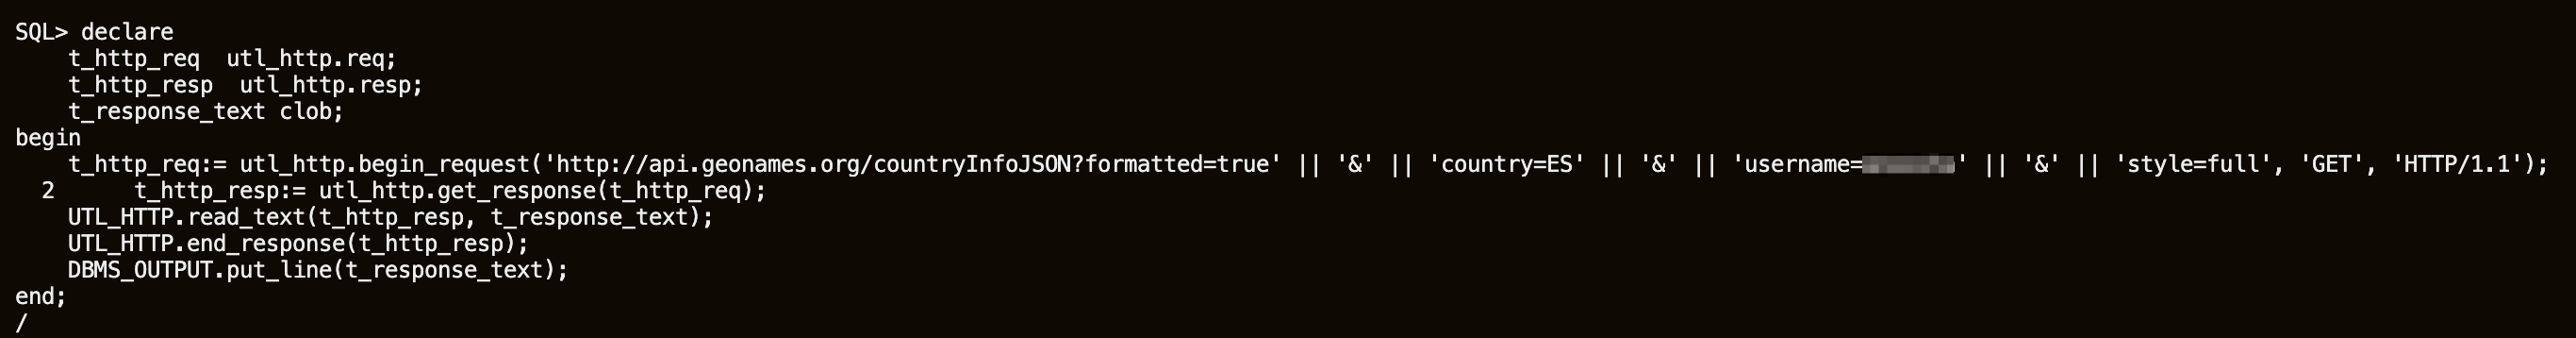 SQL> declare
    t_http_req  utl_http.req;
    t_http_resp  utl_http.resp;
    t_response_text clob;
begin
    t_http_req:= utl_http.begin_request('http://api.geonames.org/countryInfoJSON?formatted=true' || '&' || 'country=ES' || '&' || 'username=' || '&' || 'style=full', 'GET', 'HTTP/1.1');
  2      t_http_resp:= utl_http.get_response(t_http_req);
    UTL_HTTP.read_text(t_http_resp, t_response_text);
    UTL_HTTP.end_response(t_http_resp);
    DBMS_OUTPUT.put_line(t_response_text);
end;
/